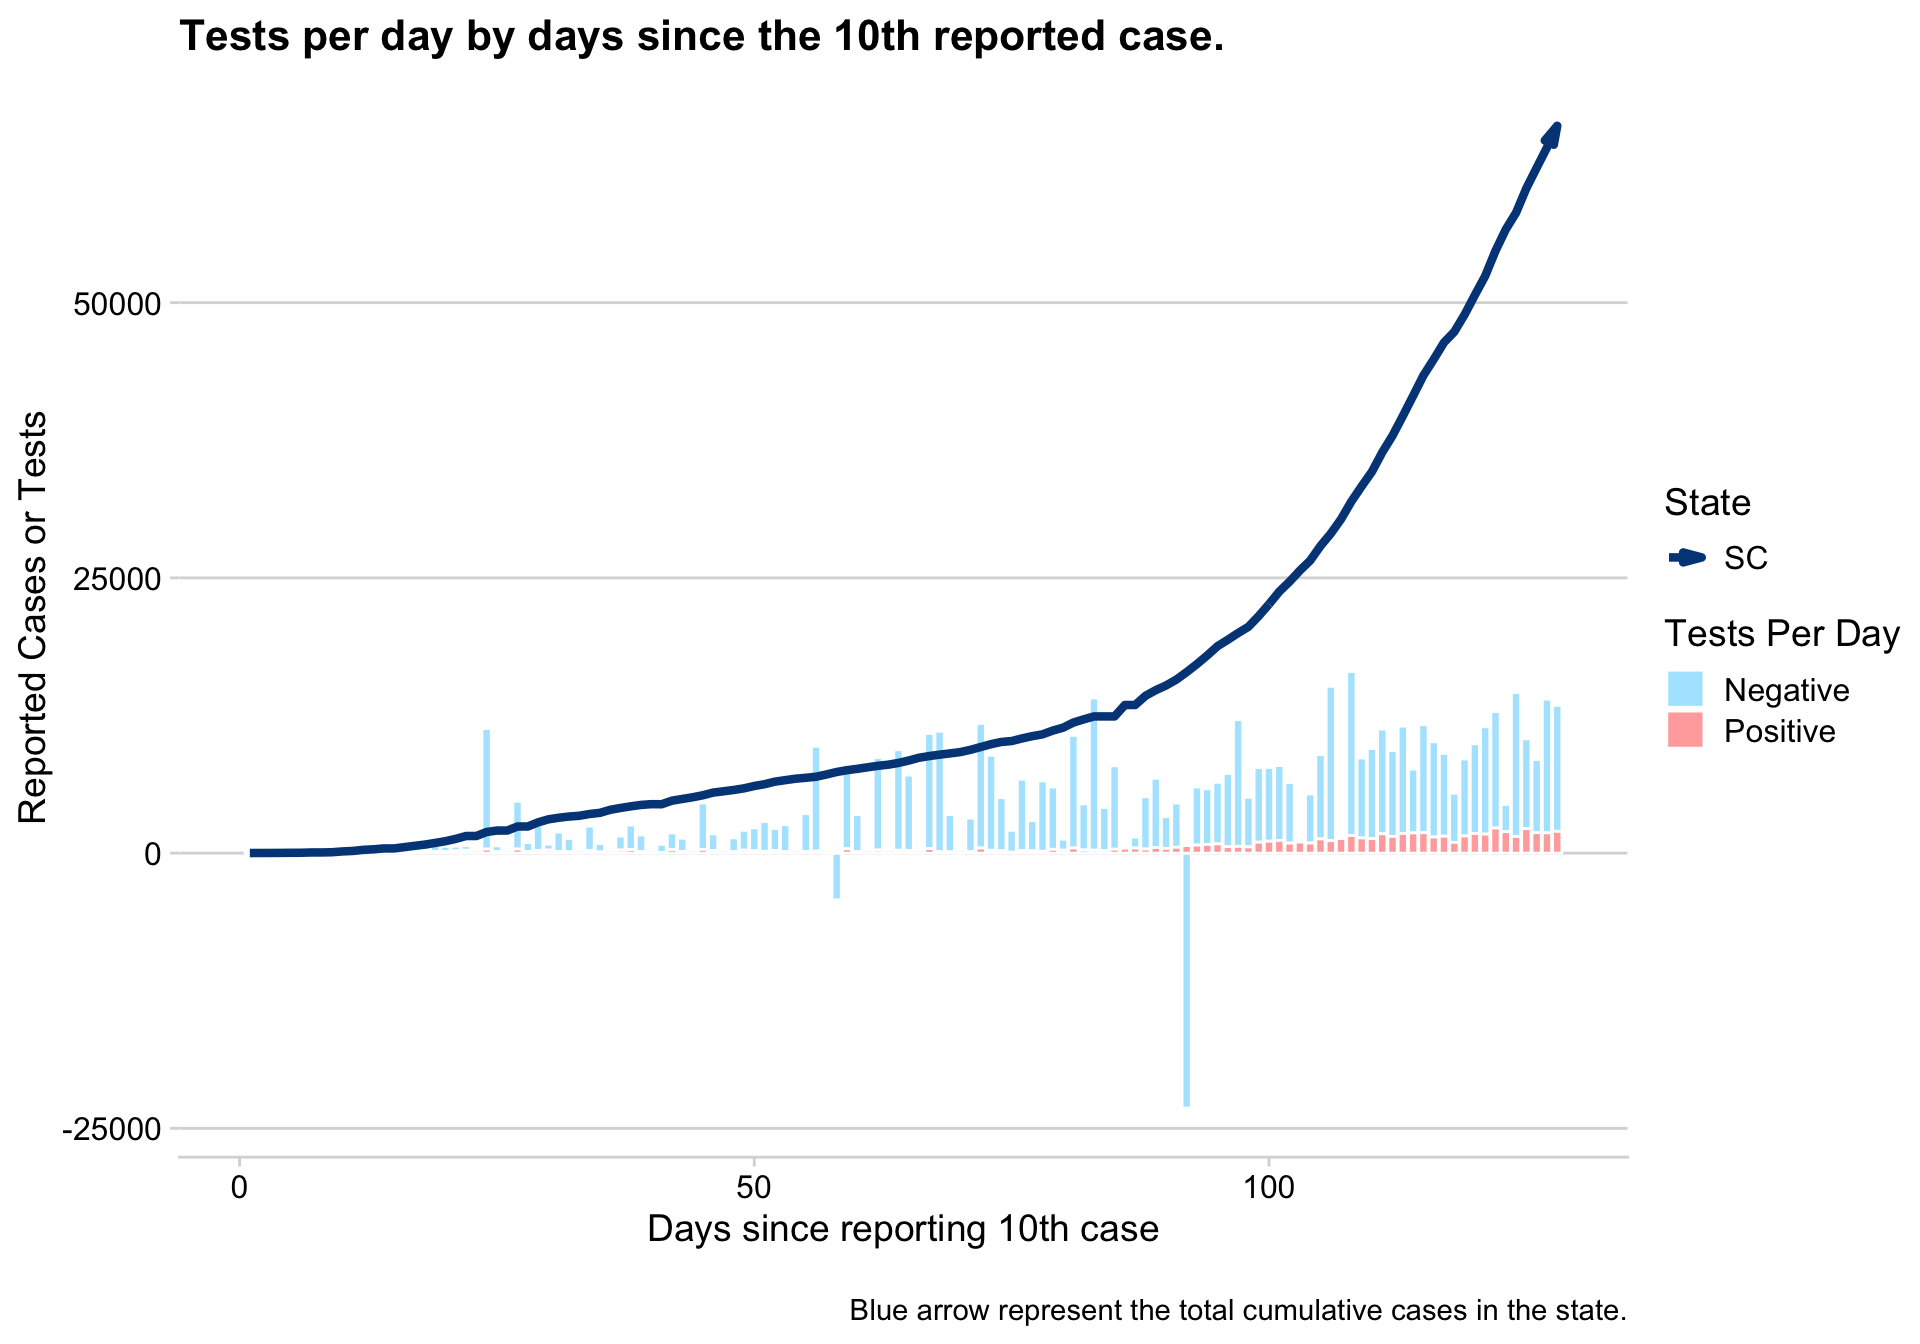 Tests per day by days since the 10th reported case.
Reported Cases or Tests
50000
25000
0
-25000
0
50
100
Days since reporting 10th case
State
SC
Tests Per Day
Negative
Positive
Blue arrow represent the total cumulative cases in the state.